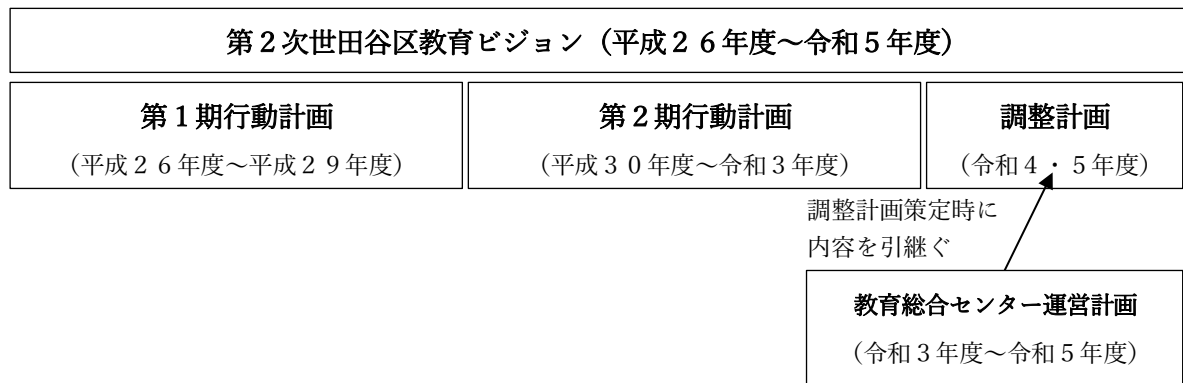 第２次世田谷区教育ビジョン（平成２６年度～令和５年度）
第１期行動計画
（平成２６年度～平成２９年度）
第２期行動計画
（平成３０年度～令和３年度）
調整計画
（令和４・５年度）
調整計画策定時に
内容を引継ぐ
教育総合センター運営計画
（令和３年度～令和５年度）